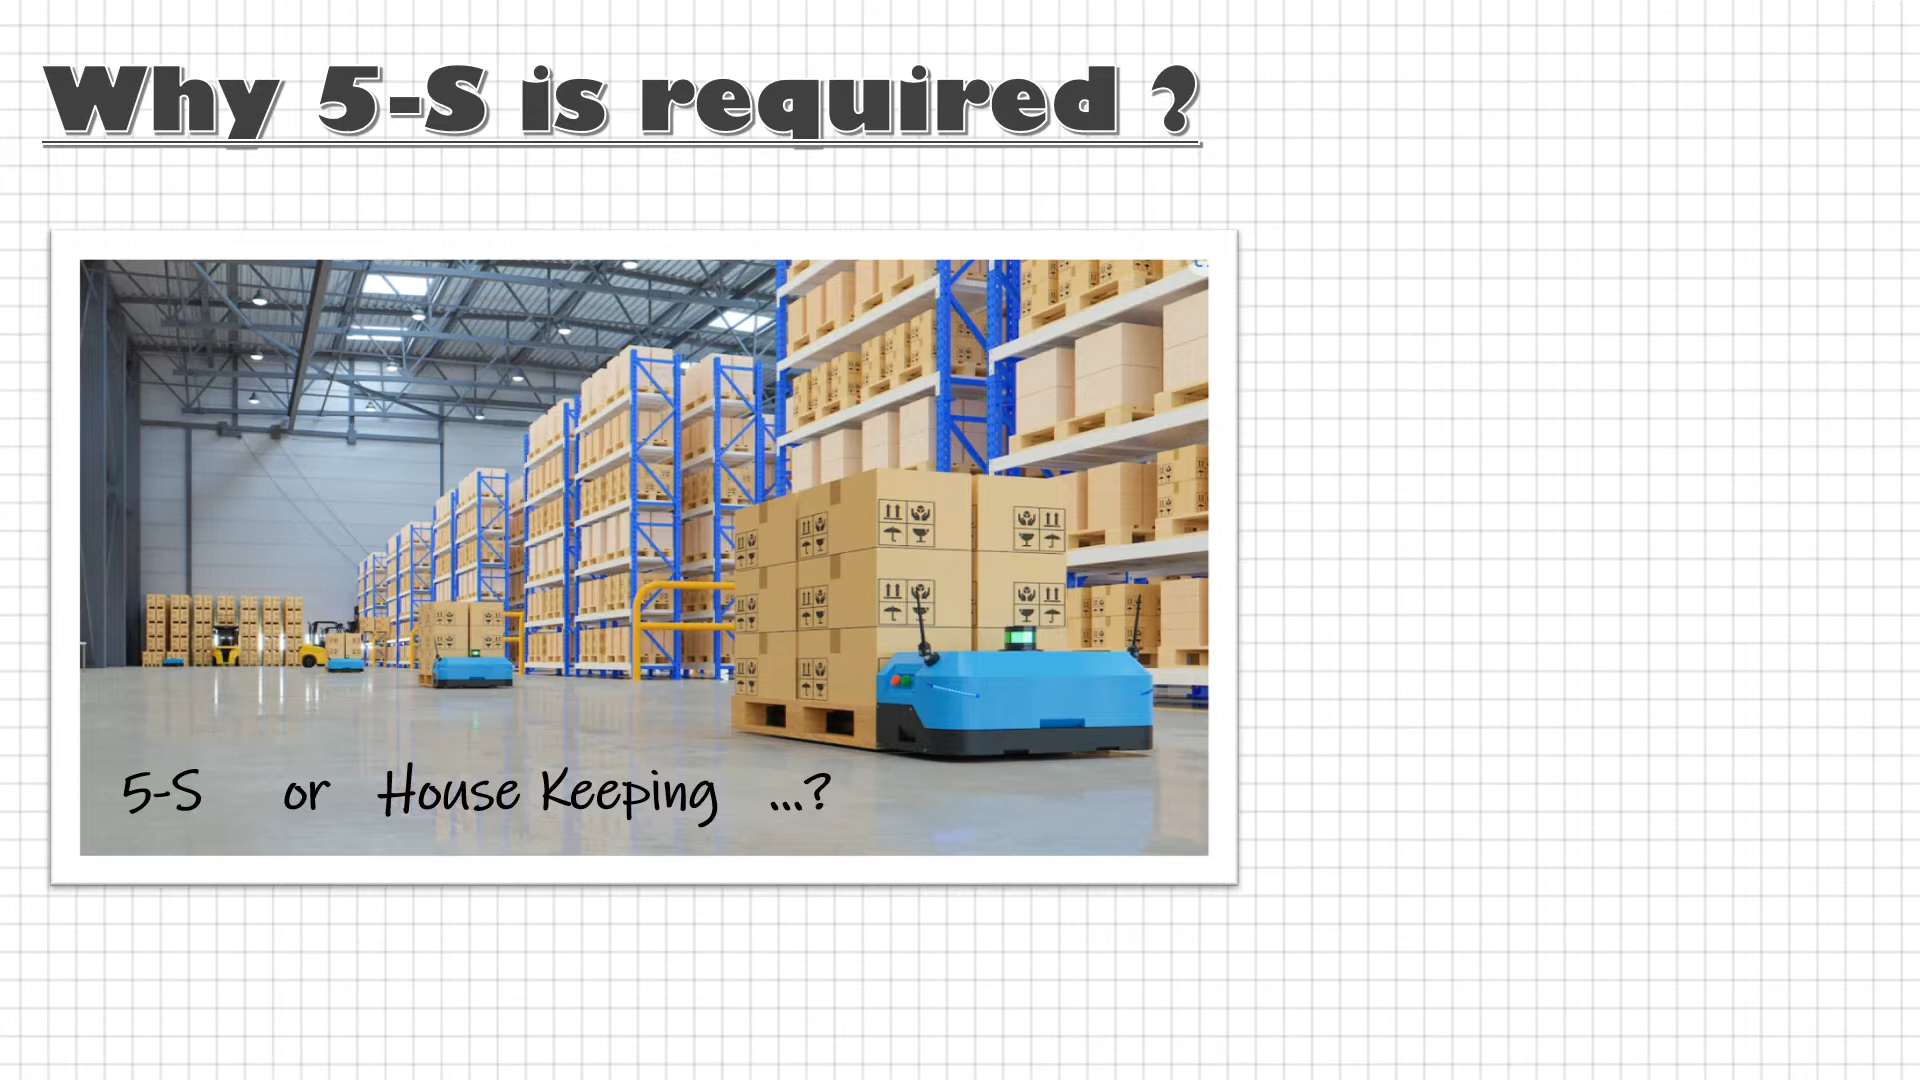 Why 5-S is required ?
5-S or House Keeping ...?